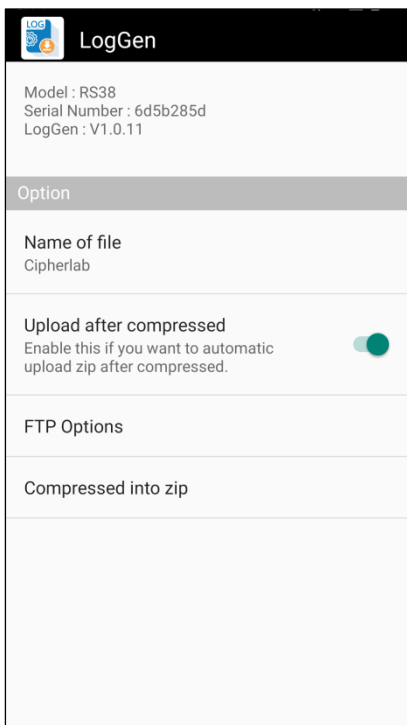 LOG
LogGen
Model : RS38
Serial Number : 6d5b285d
LogGen : V1.0.11
Option
Name of file
Cipherlab
Upload after compressed
Enable this if you want to automatic
upload zip after compressed.
FTP Options
Compressed into zip